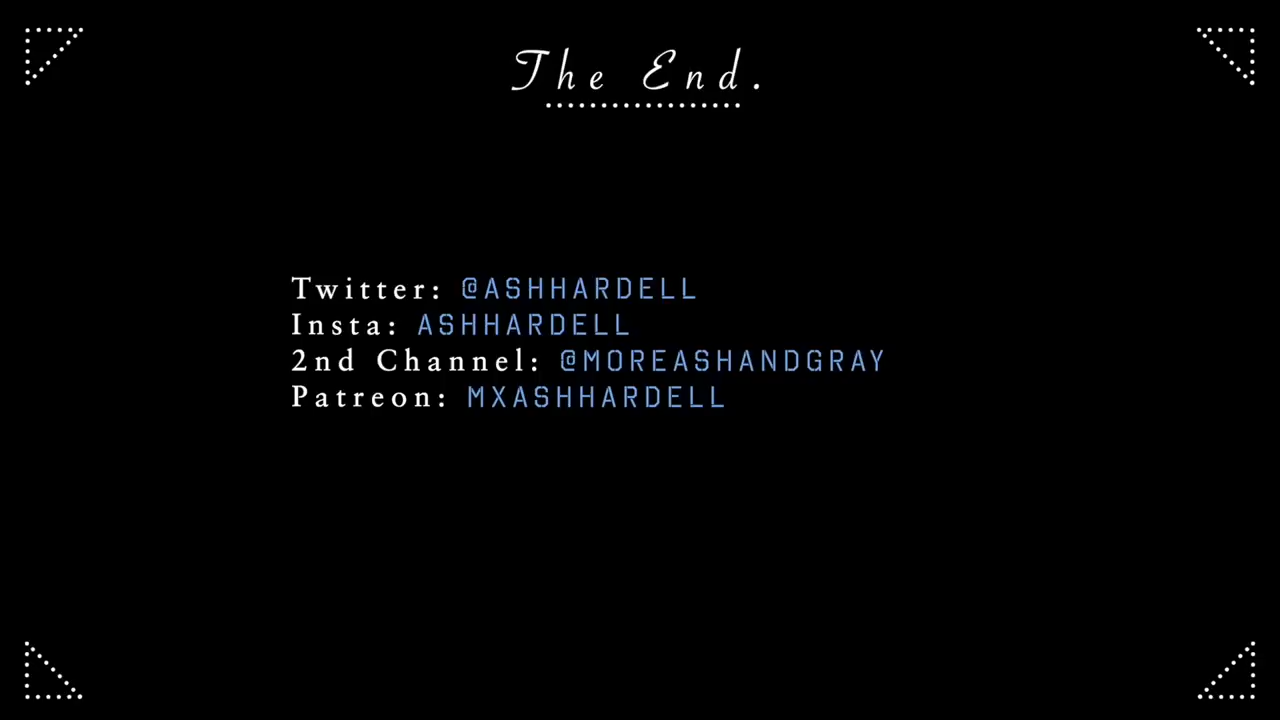 The End.
Twitter: @ASHHARDELL
Insta: ASHHARDELL
2nd Channel: @MOREASHANDGRAY
Patreon: MXASHHARDELL